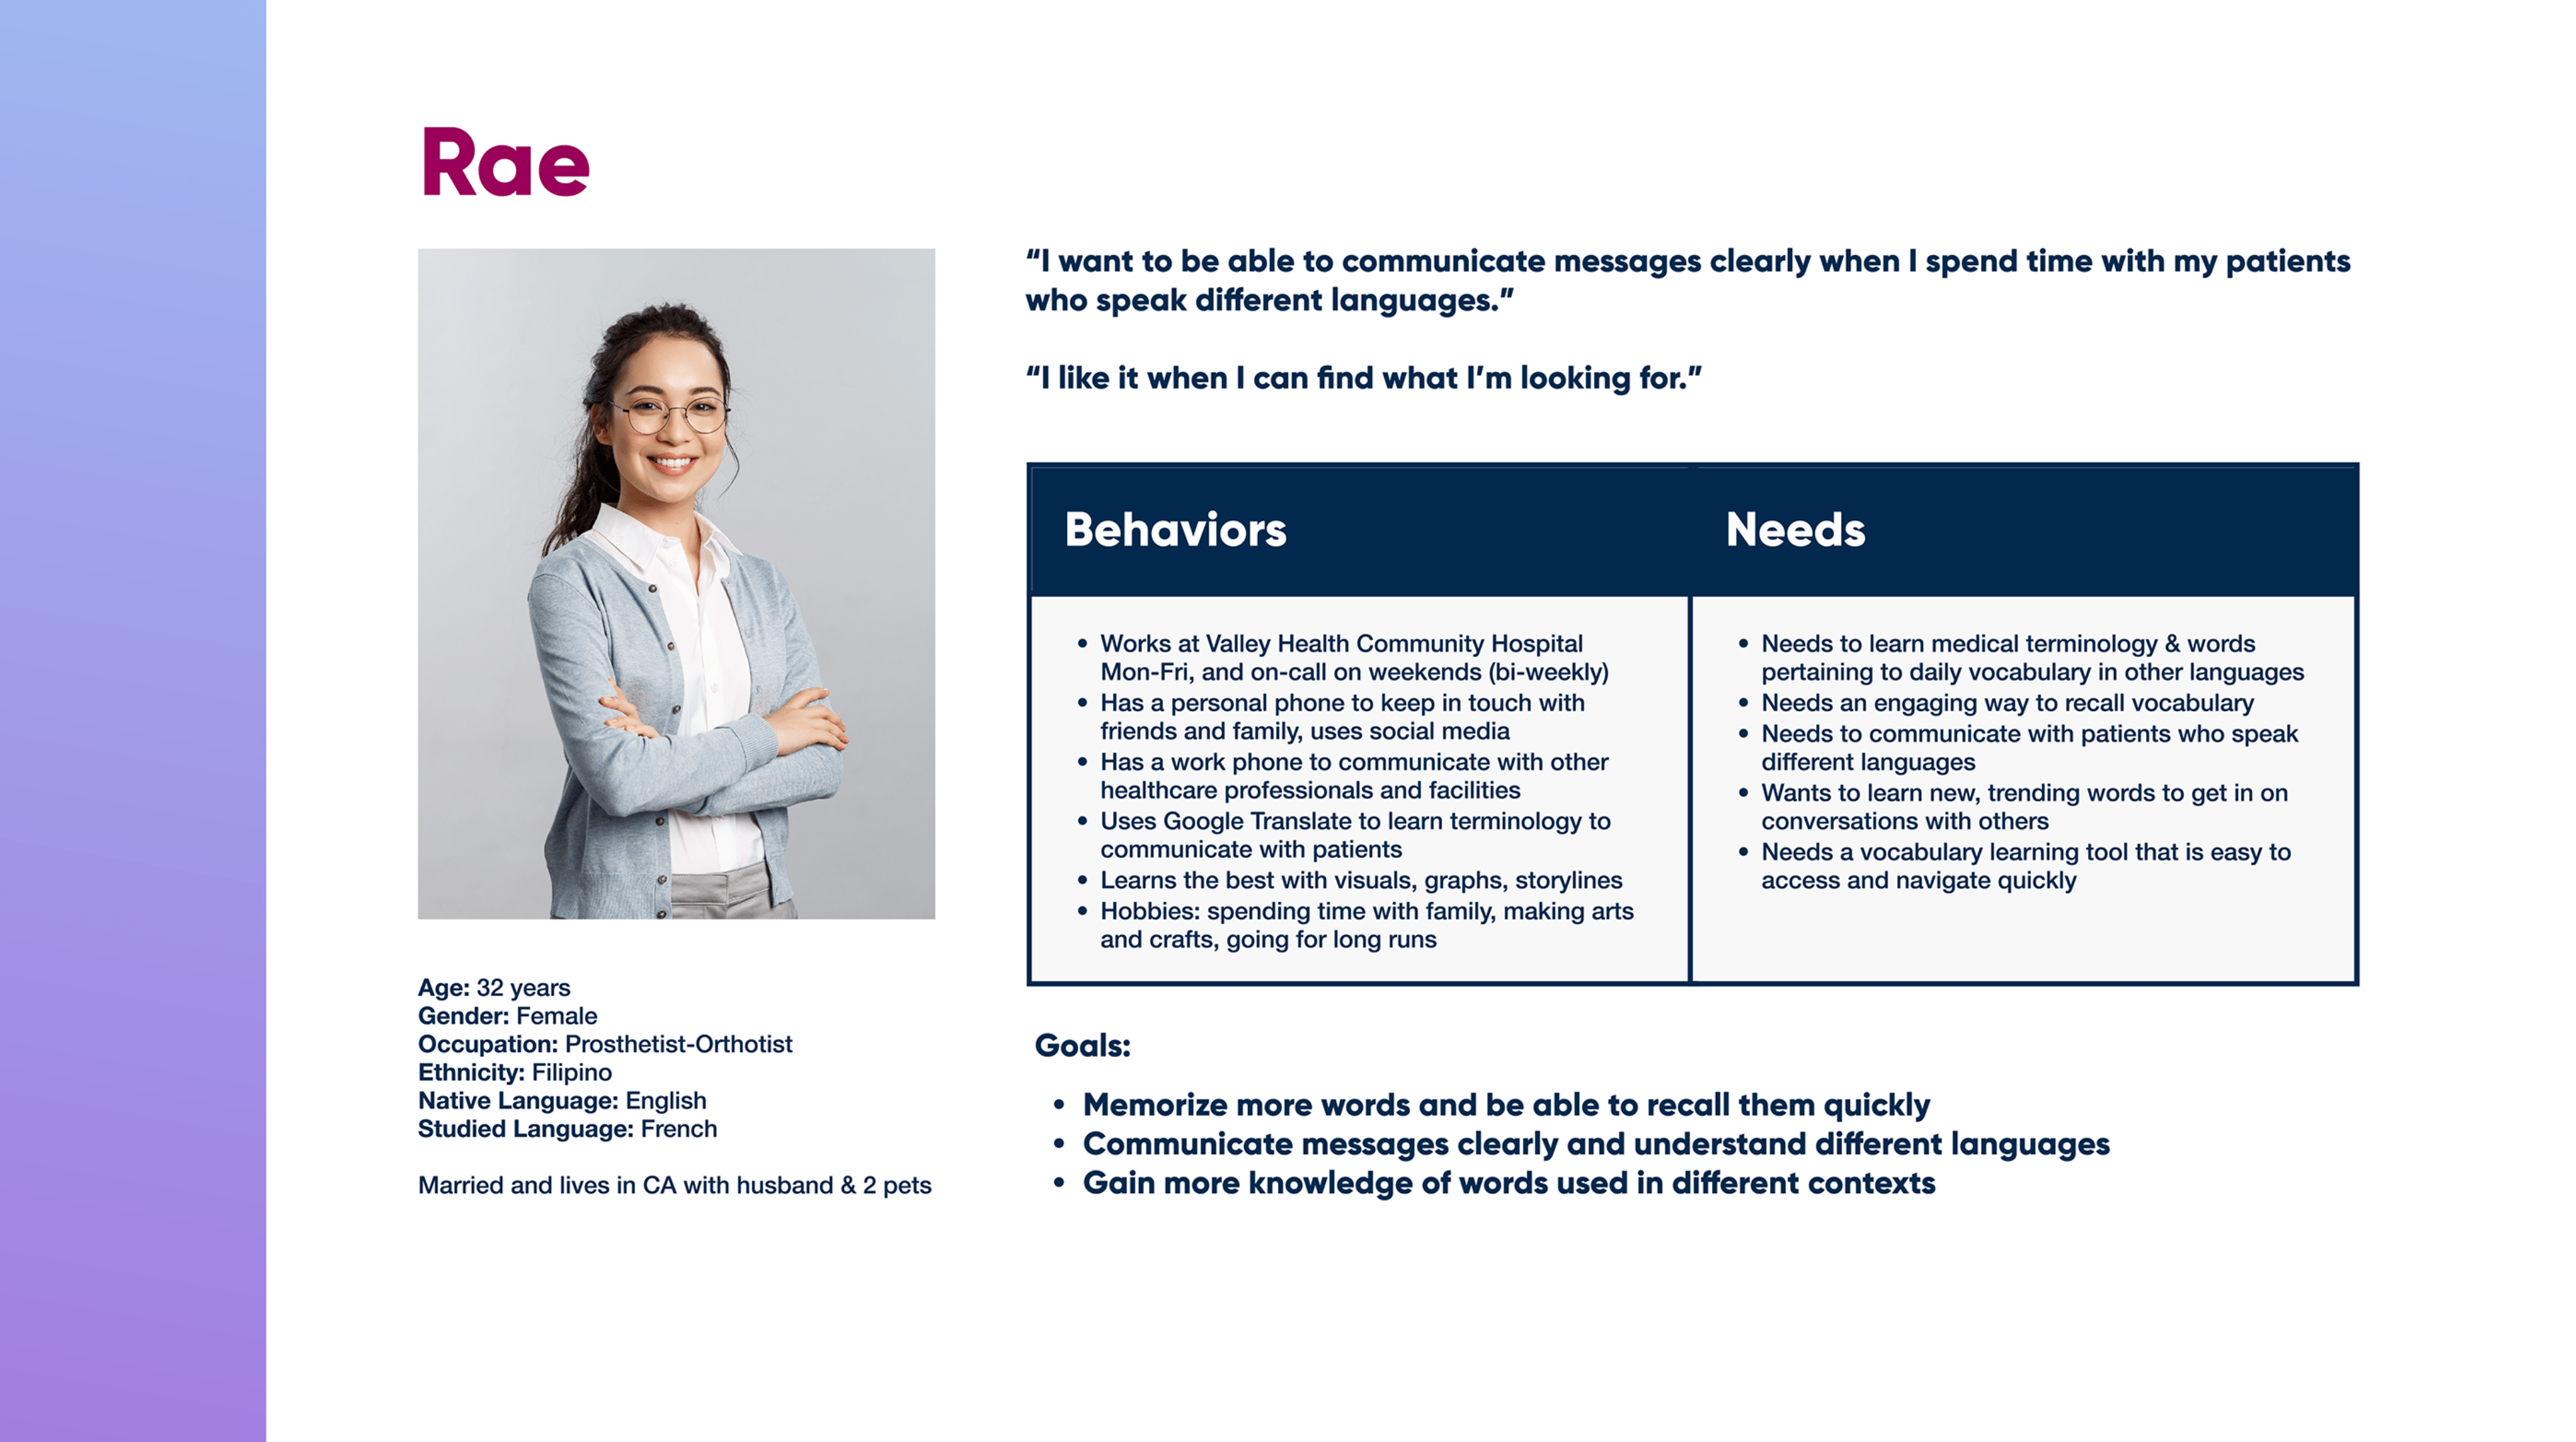 Rae
“I want to be able to communicate messages clearly when I spend time with my patients
who speak different languages.”
“I like it when I can find what I’m looking for.”
Behaviors
• Works at Valley Health Community Hospital
Mon-Fri, and on-call on weekends (bi-weekly)
• Has a personal phone to keep in touch with
friends and family, uses social media
• Has a work phone to communicate with other
healthcare professionals and facilities
• Uses Google Translate to learn terminology to
communicate with patients
• Learns the best with visuals, graphs, storylines
• Hobbies: spending time with family, making arts
and crafts, going for long runs
Needs
• Needs to learn medical terminology & words
pertaining to daily vocabulary in other languages
• Needs an engaging way to recall vocabulary
• Needs to communicate with patients who speak
different languages
• Wants to learn new, trending words to get in on
conversations with others
• Needs a vocabulary learning tool that is easy to
access and navigate quickly
Age: 32 years
Gender: Female
Occupation: Prosthetist-Orthotist
Ethnicity: Filipino
Native Language: English
Studied Language: French
Married and lives in CA with husband & 2 pets
Goals:
• Memorize more words and be able to recall them quickly
• Communicate messages clearly and understand different languages
• Gain more knowledge of words used in different contexts